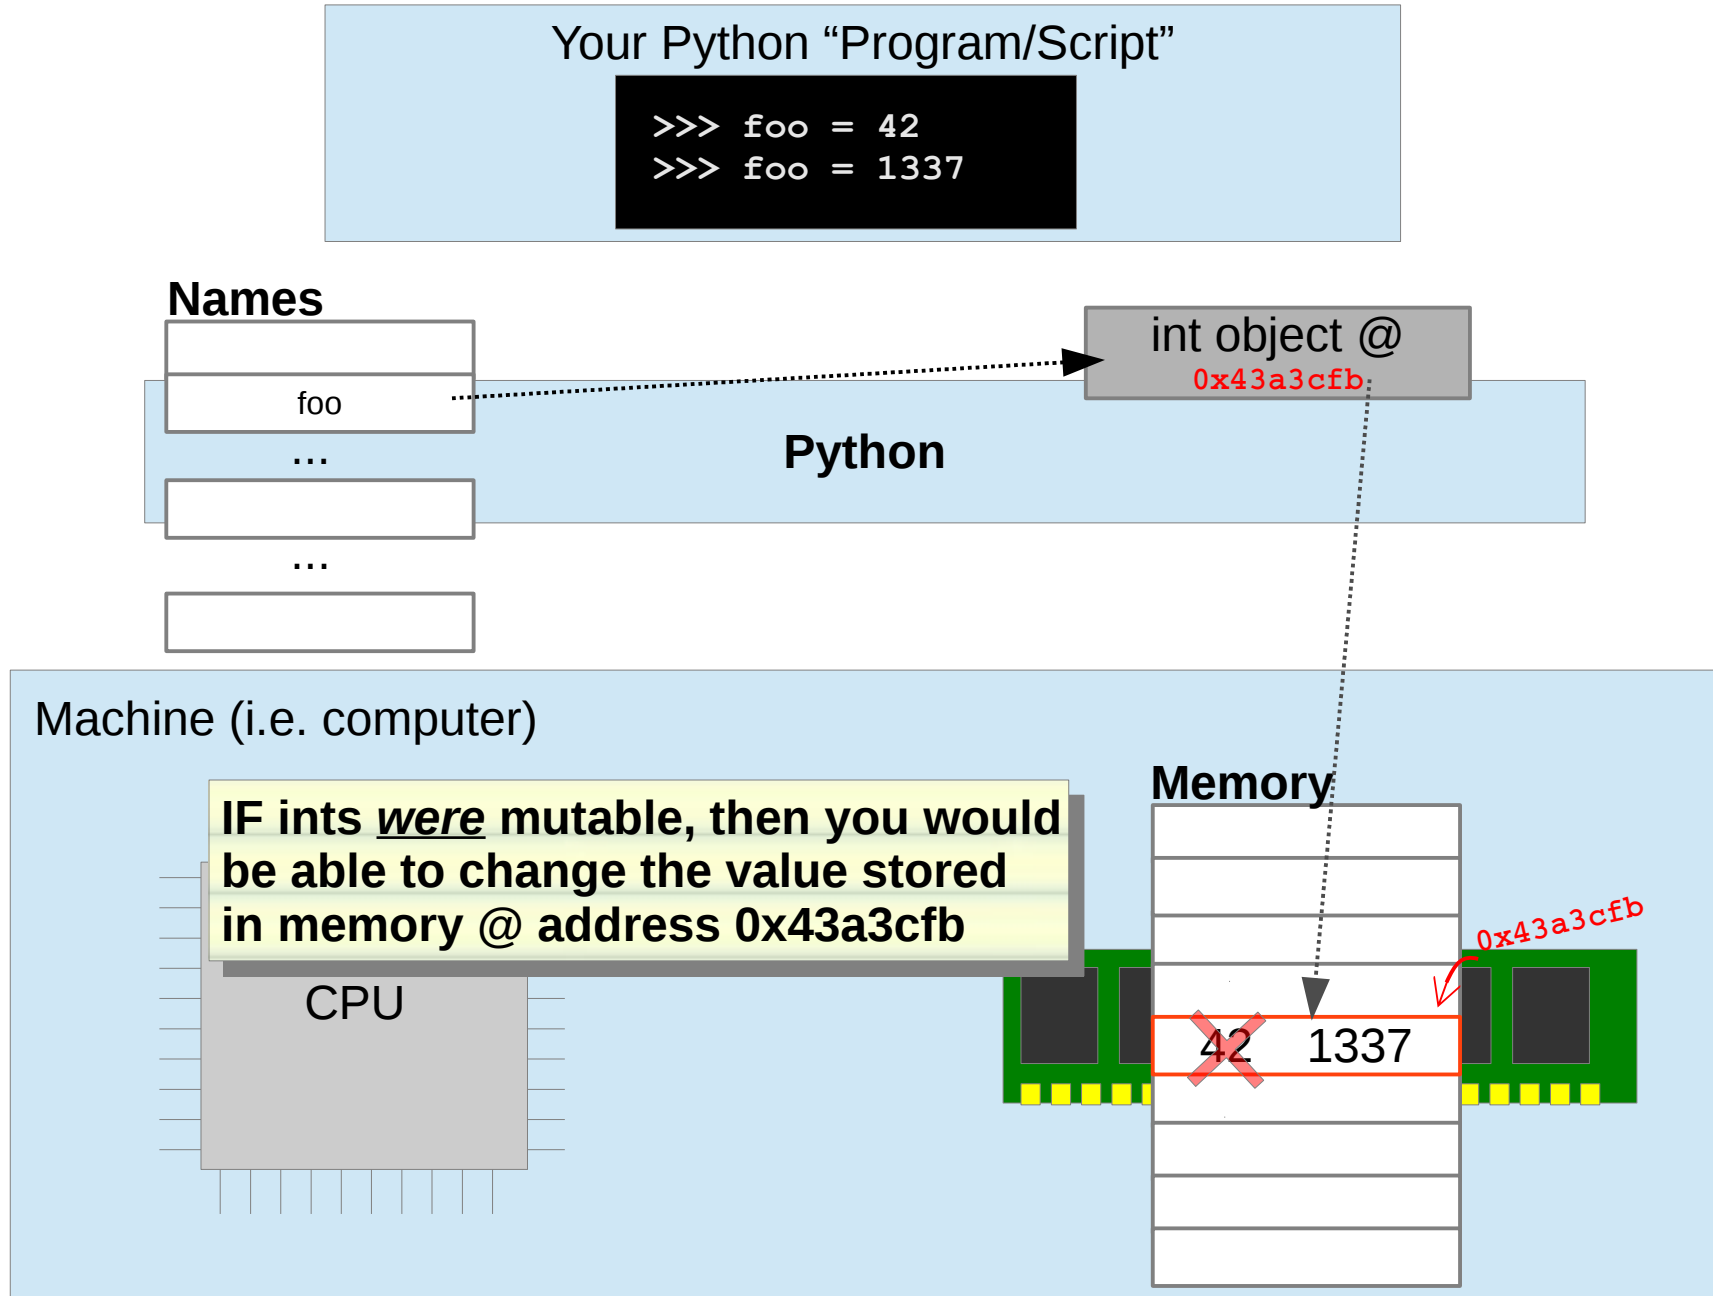 Your Python “Program/Script”
>>> foo = 42
>>> foo = 1337
Names
foo
...
...
int object @
0x43a3cfb
Python
Machine (i.e. computer)
IF ints were mutable, then you would
be able to change the value stored
in memory @ address 0x43a3cfb
CPU
Memory
0x43a3cfb
42 1337